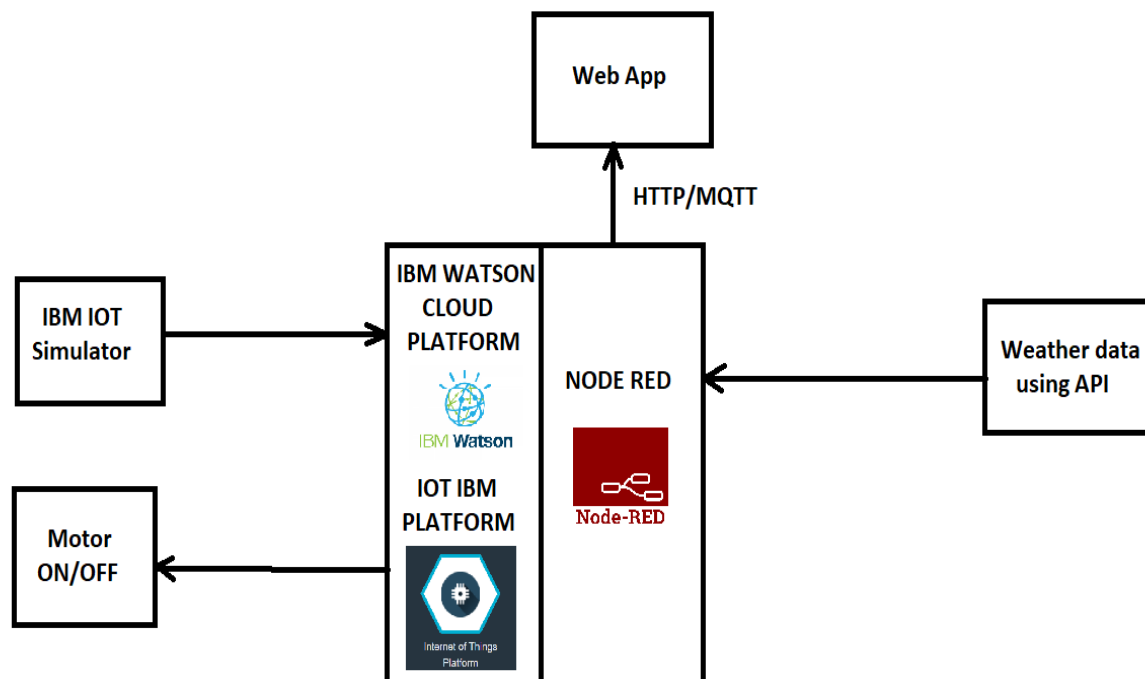 Web App
HTTP/MQTT
IBM WATSON
CLOUD
PLATFORM
IBM Watson
IOT IBM
PLATFORM
Internet of Things
Platform
NODE RED
Node-RED
IBM IOT
Simulator
Motor
ON/OFF
Weather data
using API